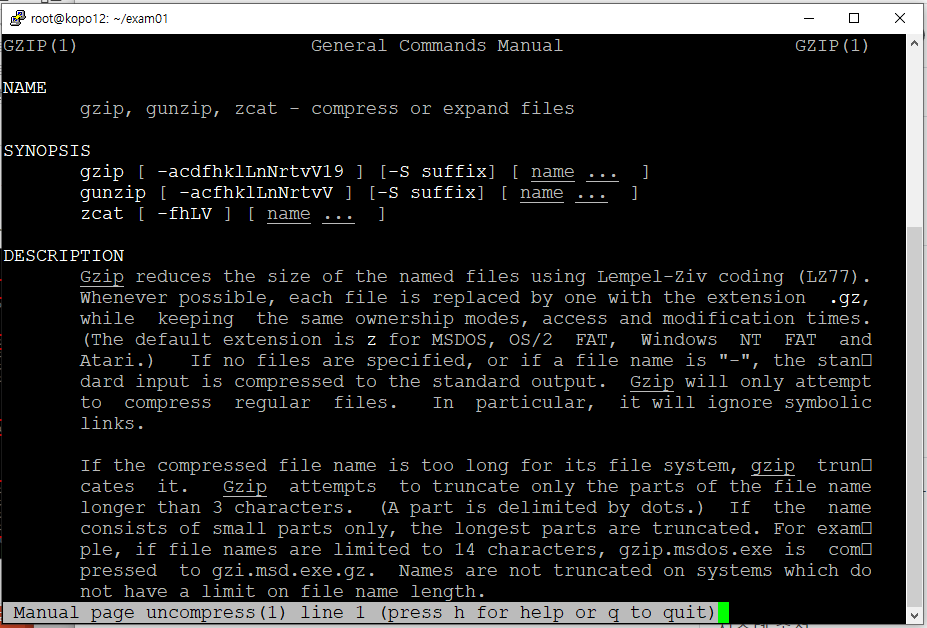 root@kopo12: ~/exam01
GZIP(1) General Commands Manual GZIP(1)
NAME
gzip, gunzip, zcat - compress or expand files
SYNOPSIS
gzip [ -acdfhklLnNrtvV19 ] [-S suffix] [ name ... ]
gunzip [ -acfhklLnNrtvV ] [-S suffix] [ name ... ]
zcat [ -fhLV ] [ name ... ]
DESCRIPTION
Gzip reduces the size of the named files using Lempel-Ziv coding (LZ77).
Whenever possible, each file is replaced by one with the extension .gz,
while keeping the same ownership modes, access and modification times.
(The default extension is z for MSDOS, OS/2 FAT, Windows NT FAT and
Atari.) If no files are specified, or if a file name is "-", the stan□
dard input is compressed to the standard output. Gzip will only attempt
to compress regular files. In particular, it will ignore symbolic
links.
If the compressed file name is too long for its file system, gzip trun□
cates it. Gzip attempts to truncate only the parts of the file name
longer than 3 characters. (A part is delimited by dots.) If the name
consists of small parts only, the longest parts are truncated. For exam□
ple, if file names are limited to 14 characters, gzip.msdos.exe is com□
pressed to gzi.msd.exe.gz. Names are not truncated on systems which do
not have a limit on file name length.
Manual page uncompress(1) line 1 (press h for help or q to quit)